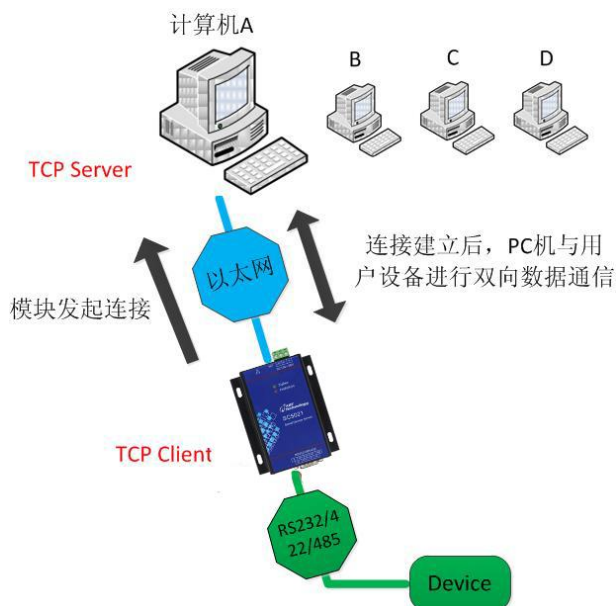 计算机A
B
C
D
TCP Server
以太网
连接建立后，PC机与用
户设备进行双向数据通信
模块发起连接
TCP Client
RS232/4
22/485
Device